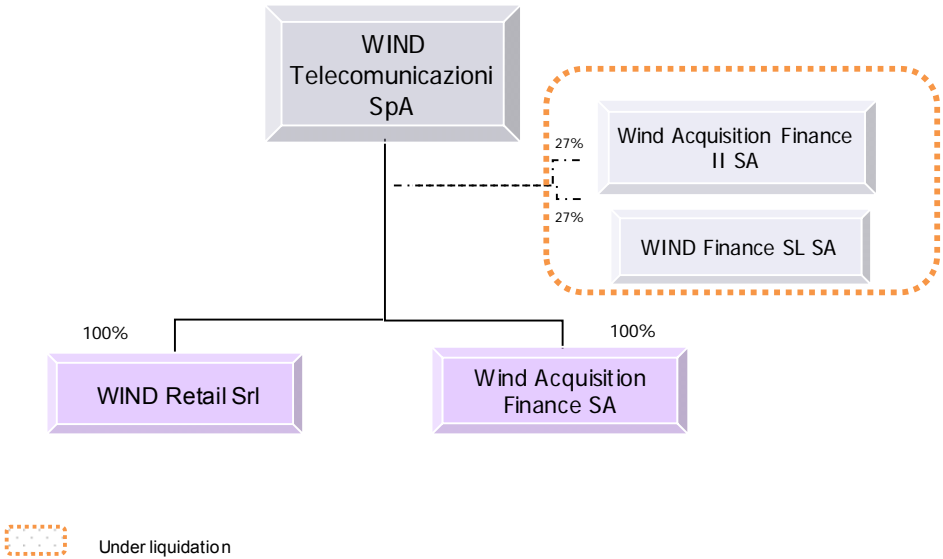 WIND
Telecomunicazioni
SpA
27%
Wind Acquisition Finance
II SA
27%
WIND Finance SL SA
100%
100%
WIND Retail Srl
Wind Acquisition
Finance SA
Under liquidation